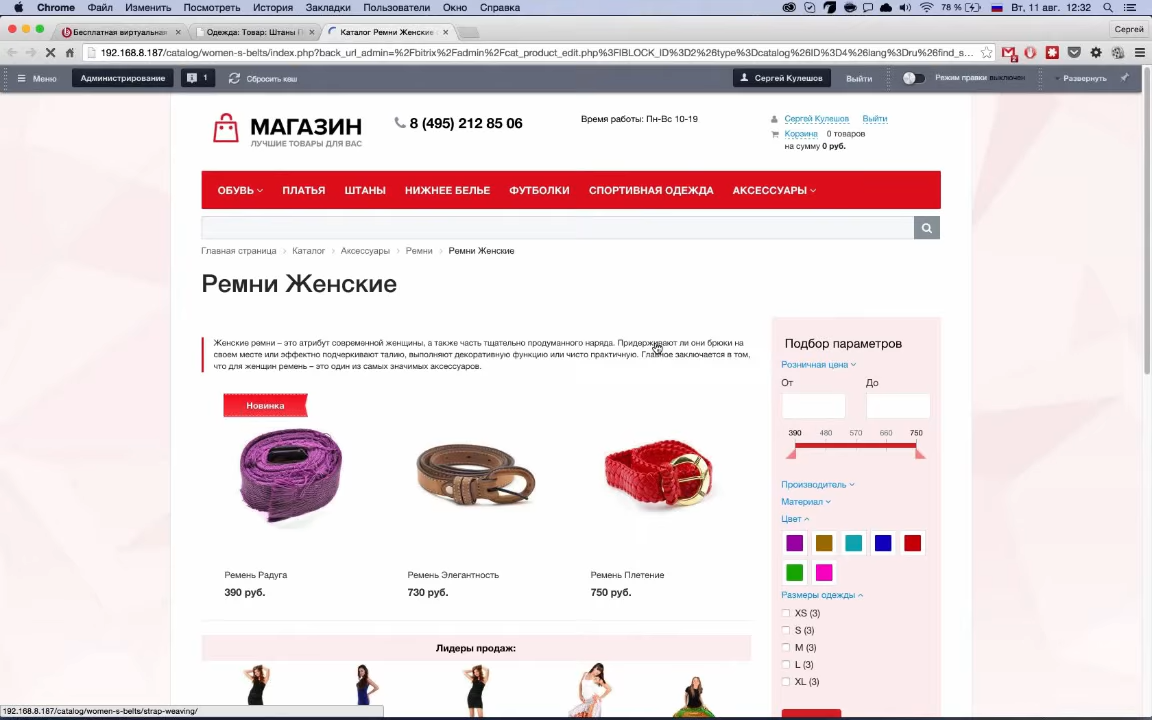 Chrome Файл Изменить Просмотреть История Закладки Пользователи Окно Справка 78 % Вт, 11 авг. 12:32
Бесплатная виртуальная Одежда: Товар: Штаны П Каталог Ремни Женские Сергей
192.168.8.187/catalog/women-s-belts/index.php?back_url_admin=%2Fbitrix%2Fadmin%2Fcat_product_edit.php%3FIBLOCK_ID%3D2%26type%3Dcatalog%26ID%3D4%26lang%3Dru%26find_s...
Меню Администрирование 1 Сбросить кеш Сергей Кулешов Выйти Режим правки выключен Развернуть
МАГАЗИН
ЛУЧШИЕ ТОВАРЫ ДЛЯ ВАС
8 (495) 212 85 06
Время работы: Пн-Вс 10-19
Сергей Кулешов Выйти
Корзина 0 товаров
на сумму 0 руб.
ОБУВЬ ПЛАТЬЯ ШТАНЫ НИЖНЕЕ БЕЛЬЕ ФУТБОЛКИ СПОРТИВНАЯ ОДЕЖДА АКСЕССУАРЫ
Главная страница Каталог Аксессуары Ремни Ремни Женские
Ремни Женские
Женские ремни – это атрибут современной женщины, а также часть тщательно продуманного наряда. Придерживают ли они брюки на
своем месте или эффектно подчеркивают талию, выполняют декоративную функцию или чисто практичную. Главное заключается в том,
что для женщин ремень – это один из самых значимых аксессуаров.
Новинка
Ремень Радуга Ремень Элегантность Ремень Плетение
390 руб. 730 руб. 750 руб.
Лидеры продаж:
Подбор параметров
Розничная цена
От До
390 480 570 660 750
Производитель
Материал
Цвет
Размеры одежды
XS (3)
S (3)
M (3)
L (3)
XL (3)
192.168.8.187/catalog/women-s-belts/strap-weaving/